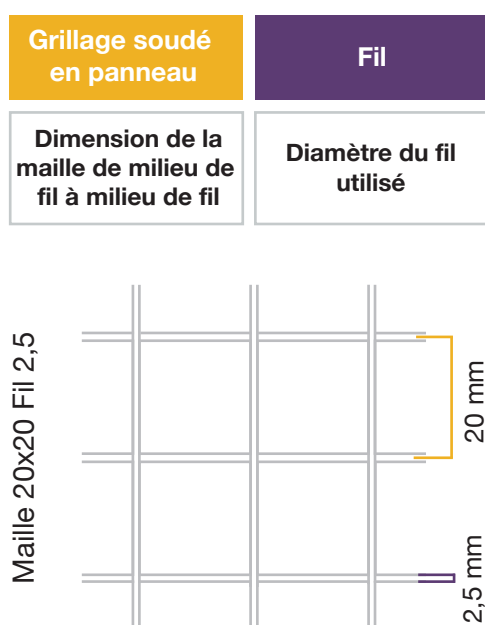 Grillage soudé
en panneau
Fil
Dimension de la
maille de milieu de
fil à milieu de fil
Diamètre du fil
utilisé
Maille 20x20 Fil 2,5
20 mm
2,5 mm